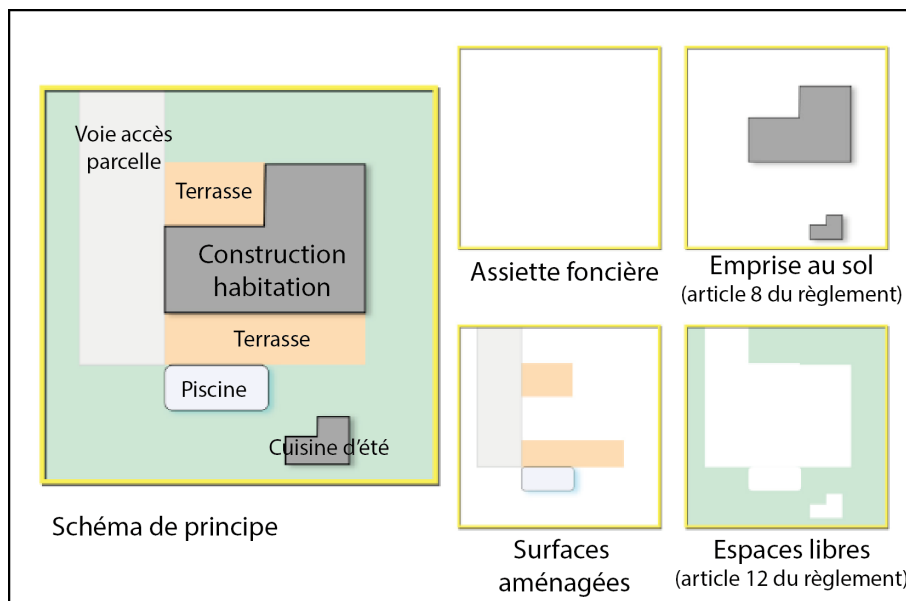 Voie accès
parcelle
Terrasse
Construction
habitation
Terrasse
Piscine
Cuisine d'été
Schéma de principe
Assiette foncière
Emprise au sol
(article 8 du règlement)
Surfaces
aménagées
Espaces libres
(article 12 du règlement)